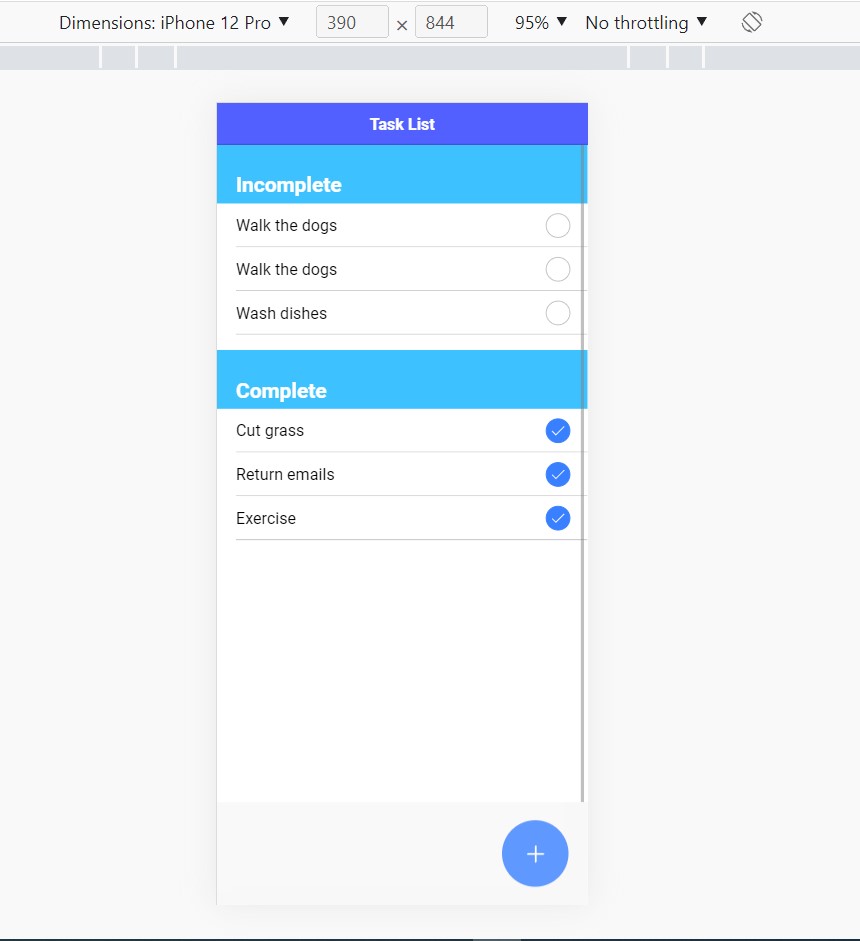 Dimensions: iPhone 12 Pro ▼ 390 × 844 95% ▼ No throttling ▼
Task List
Incomplete
Walk the dogs
Walk the dogs
Wash dishes
Complete
Cut grass
Return emails
Exercise
+